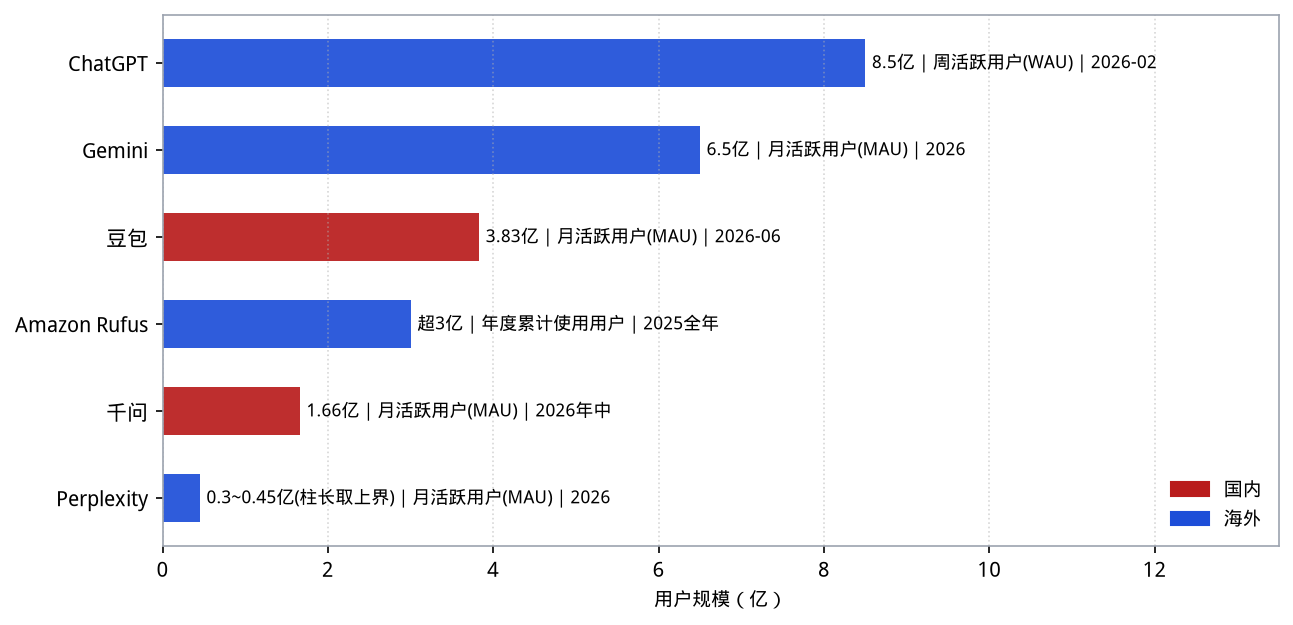 ChatGPT
8.5亿 | 周活跃用户(WAU) | 2026-02
Gemini
6.5亿 | 月活跃用户(MAU) | 2026
豆包
3.83亿 | 月活跃用户(MAU) | 2026-06
Amazon Rufus
超3亿 | 年度累计使用用户 | 2025全年
千问
1.66亿 | 月活跃用户(MAU) | 2026年中
Perplexity
0.3~0.45亿(柱长取上界) | 月活跃用户(MAU) | 2026
国内
海外
0 2 4 6 8 10 12
用户规模（亿）